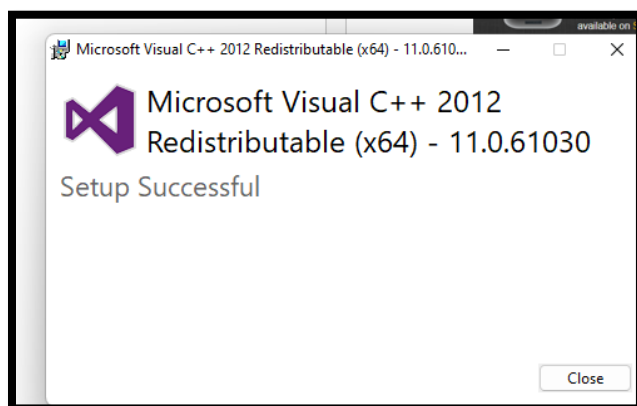 available on
Microsoft Visual C++ 2012 Redistributable (x64) - 11.0.610...
Microsoft Visual C++ 2012
Redistributable (x64) - 11.0.61030
Setup Successful
Close